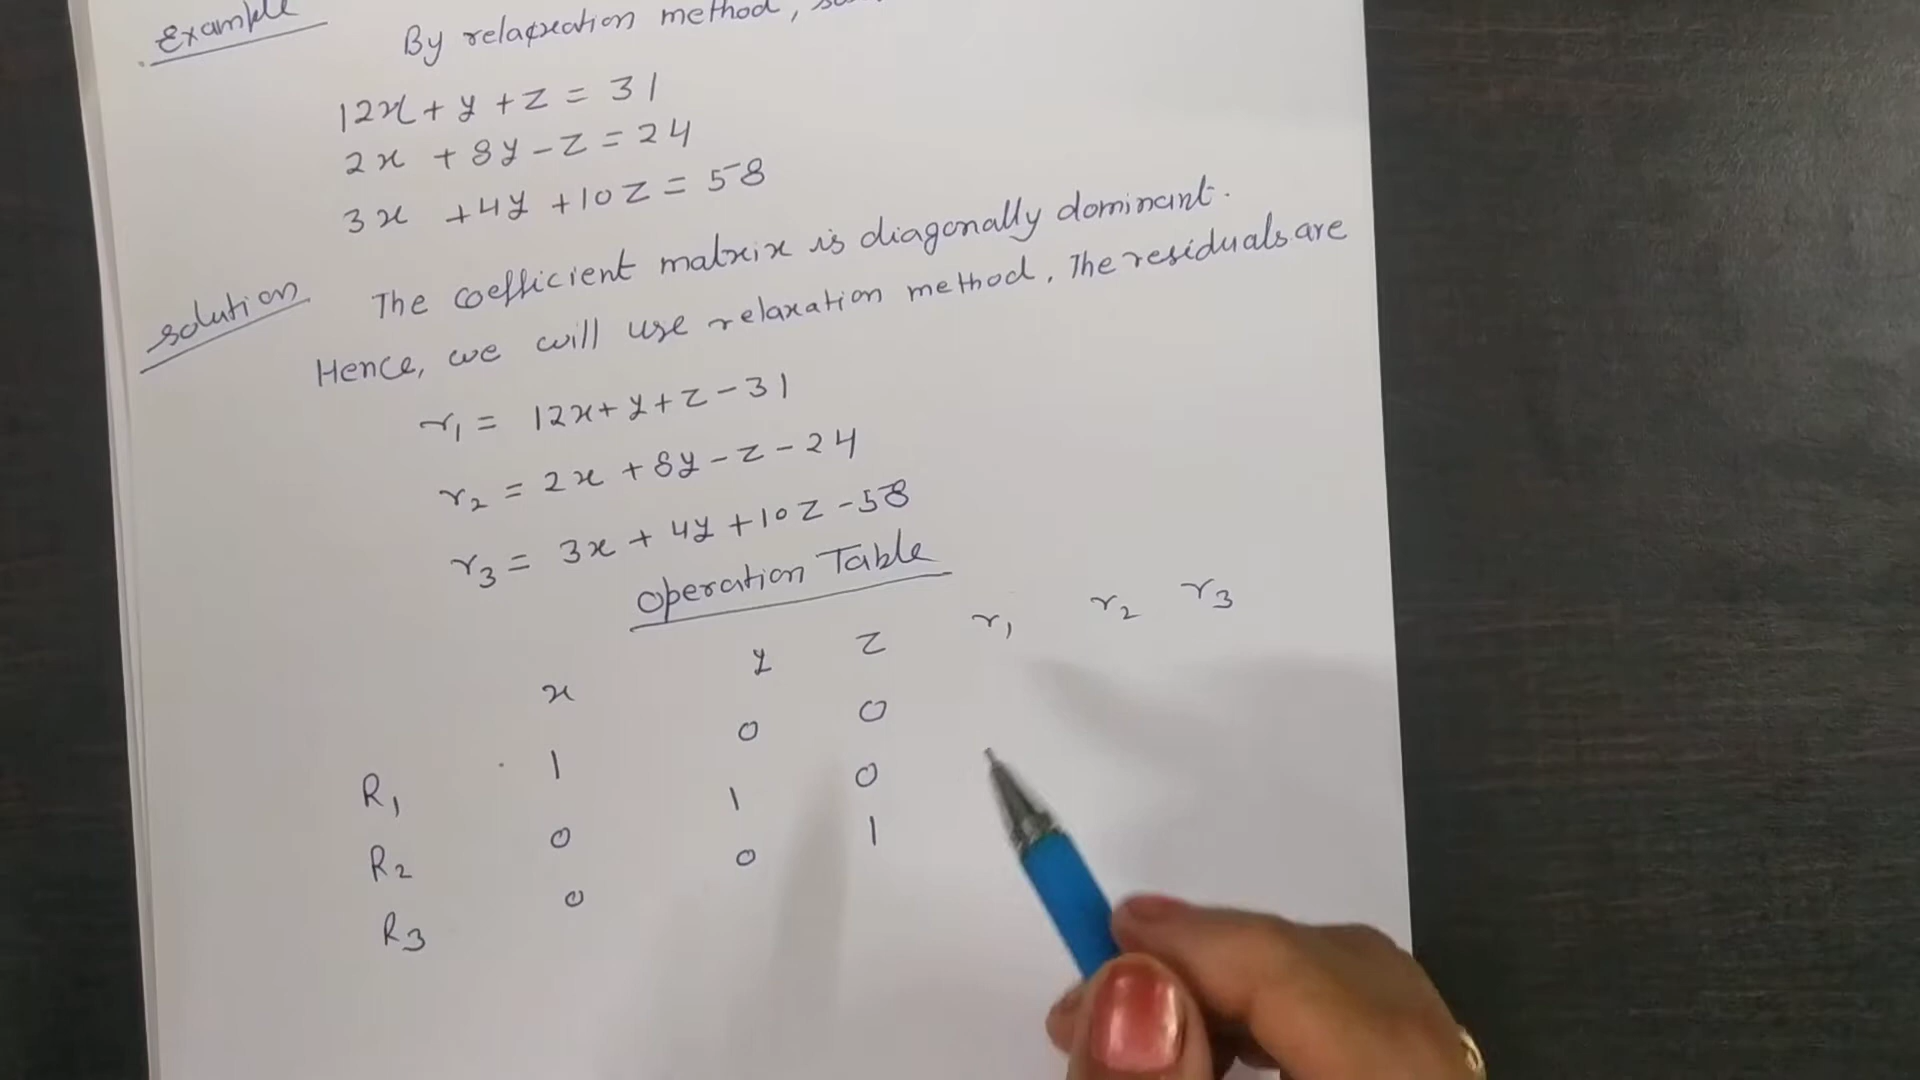 Example
By relaxation method,
12x + y + z = 31
2x + 8y - z = 24
3x + 4y + 10z = 58
solution The coefficient matrix is diagonally dominant.
Hence, we will use relaxation method. The residuals are
r₁ = 12x + y + z - 31
r₂ = 2x + 8y - z - 24
r₃ = 3x + 4y + 10z - 58
Operation Table
x y z r₁ r₂ r₃
R₁ 1 0 0
R₂ 0 1 0
R₃ 0 0 1